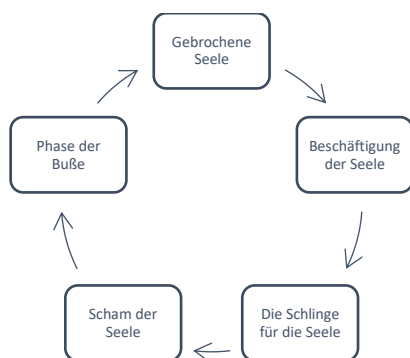 Gebrochene
Seele
Beschäftigung
der Seele
Die Schlinge
für die Seele
Scham der
Seele
Phase der
Buße